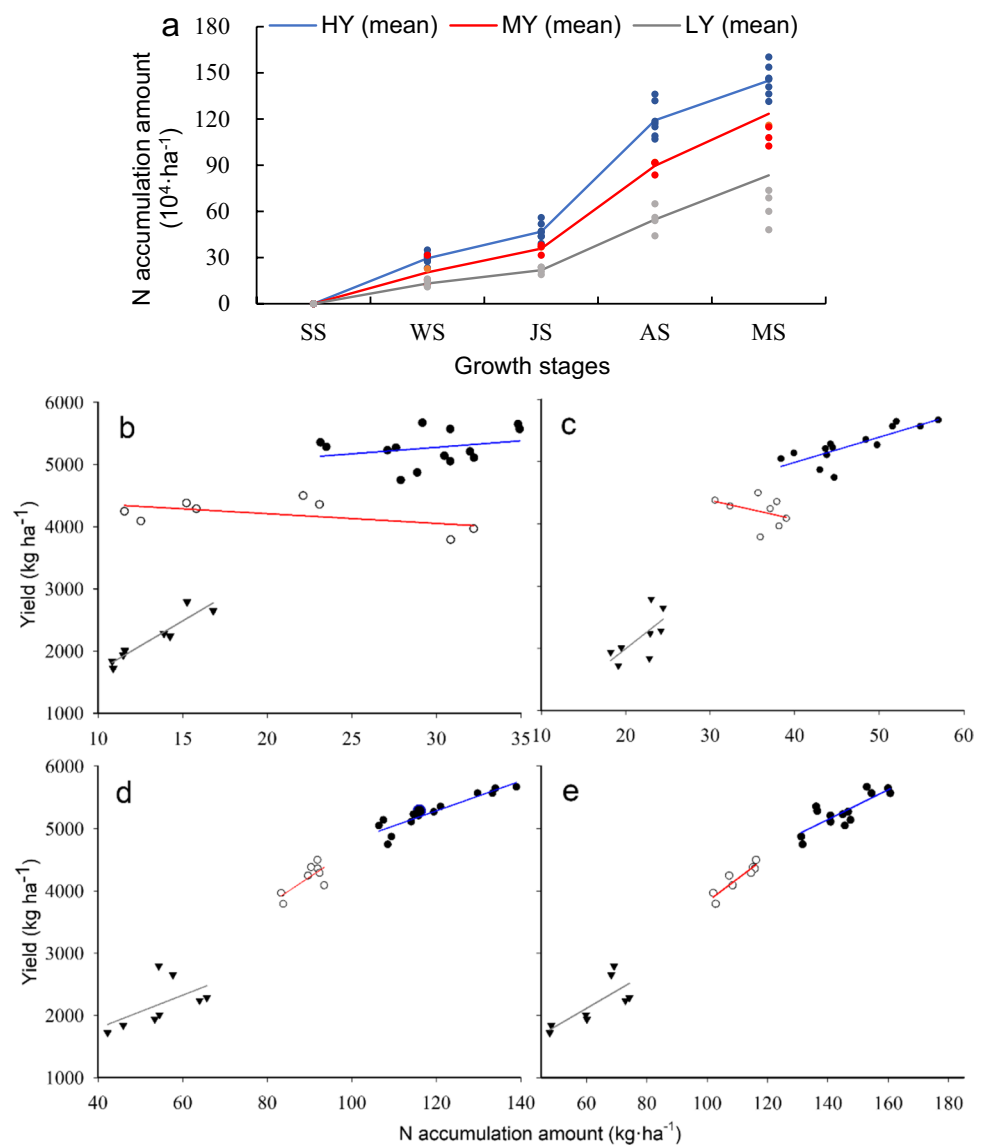 a
HY (mean) MY (mean) LY (mean)
N accumulation amount
(10⁴·ha⁻¹)
180
150
120
90
60
30
0
SS WS JS AS MS
Growth stages
b
Yield (kg ha⁻¹)
6000
5000
4000
3000
2000
1000
10 15 20 25 30 35
c
10 20 30 40 50 60
d
Yield (kg ha⁻¹)
6000
5000
4000
3000
2000
1000
40 60 80 100 120 140
e
60 80 100 120 140 160 180
N accumulation amount (kg·ha⁻¹)